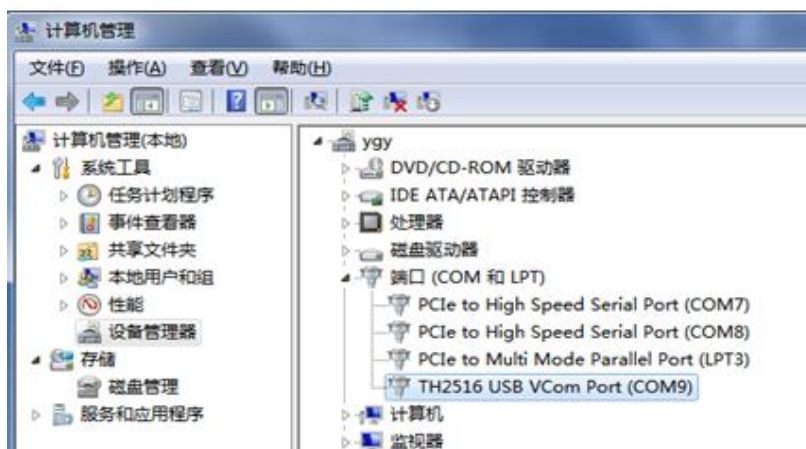 计算机管理
文件(F) 操作(A) 查看(V) 帮助(H)
计算机管理(本地)
系统工具
任务计划程序
事件查看器
共享文件夹
本地用户和组
性能
设备管理器
存储
磁盘管理
服务和应用程序
ygy
DVD/CD-ROM 驱动器
IDE ATA/ATAPI 控制器
处理器
磁盘驱动器
端口 (COM 和 LPT)
PCIe to High Speed Serial Port (COM7)
PCIe to High Speed Serial Port (COM8)
PCIe to Multi Mode Parallel Port (LPT3)
TH2516 USB VCom Port (COM9)
计算机
监视器